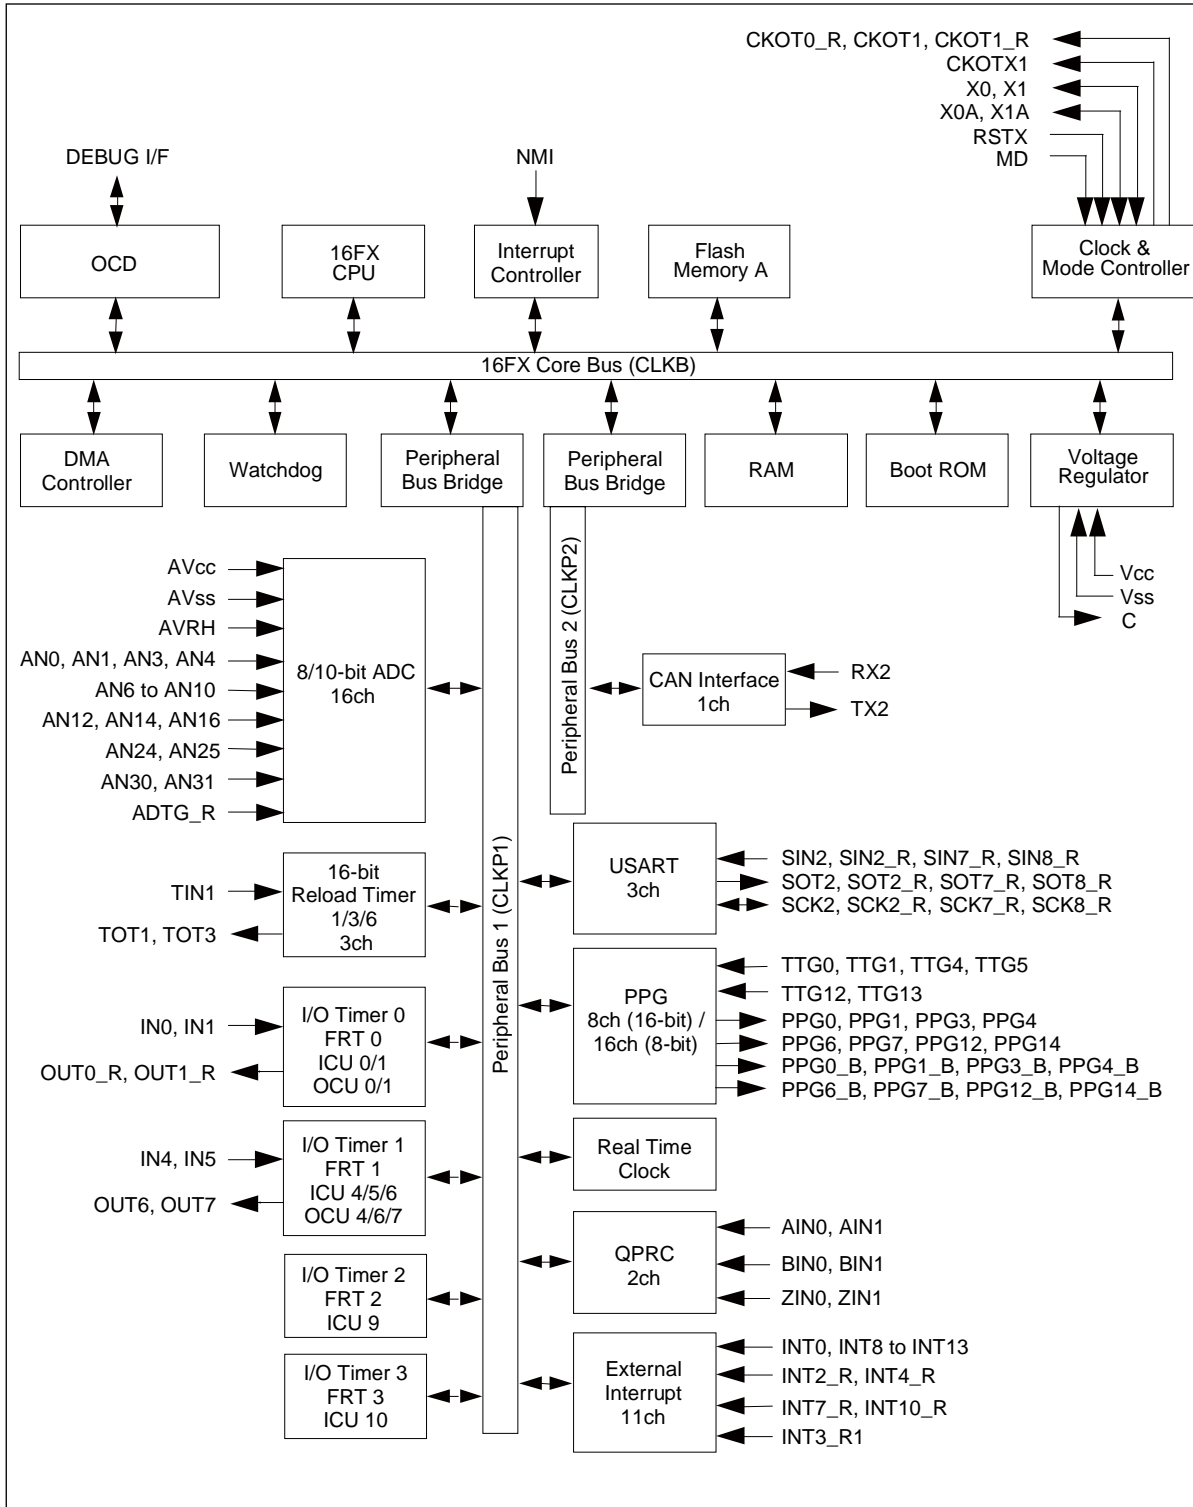 CKOT0_R, CKOT1, CKOT1_R
CKOTX1
X0, X1
X0A, X1A
RSTX
MD
DEBUG I/F
NMI
OCD
16FX
CPU
Interrupt
Controller
Flash
Memory A
Clock &
Mode Controller
16FX Core Bus (CLKB)
DMA
Controller
Watchdog
Peripheral
Bus Bridge
Peripheral
Bus Bridge
RAM
Boot ROM
Voltage
Regulator
Vcc
Vss
C
Peripheral Bus 1 (CLKP1)
Peripheral Bus 2 (CLKP2)
AVcc
AVss
AVRH
AN0, AN1, AN3, AN4
AN6 to AN10
AN12, AN14, AN16
AN24, AN25
AN30, AN31
ADTG_R
8/10-bit ADC
16ch
CAN Interface
1ch
RX2
TX2
TIN1
TOT1, TOT3
16-bit
Reload Timer
1/3/6
3ch
USART
3ch
SIN2, SIN2_R, SIN7_R, SIN8_R
SOT2, SOT2_R, SOT7_R, SOT8_R
SCK2, SCK2_R, SCK7_R, SCK8_R
IN0, IN1
OUT0_R, OUT1_R
I/O Timer 0
FRT 0
ICU 0/1
OCU 0/1
PPG
8ch (16-bit) /
16ch (8-bit)
TTG0, TTG1, TTG4, TTG5
TTG12, TTG13
PPG0, PPG1, PPG3, PPG4
PPG6, PPG7, PPG12, PPG14
PPG0_B, PPG1_B, PPG3_B, PPG4_B
PPG6_B, PPG7_B, PPG12_B, PPG14_B
IN4, IN5
OUT6, OUT7
I/O Timer 1
FRT 1
ICU 4/5/6
OCU 4/6/7
Real Time
Clock
I/O Timer 2
FRT 2
ICU 9
QPRC
2ch
AIN0, AIN1
BIN0, BIN1
ZIN0, ZIN1
I/O Timer 3
FRT 3
ICU 10
External
Interrupt
11ch
INT0, INT8 to INT13
INT2_R, INT4_R
INT7_R, INT10_R
INT3_R1